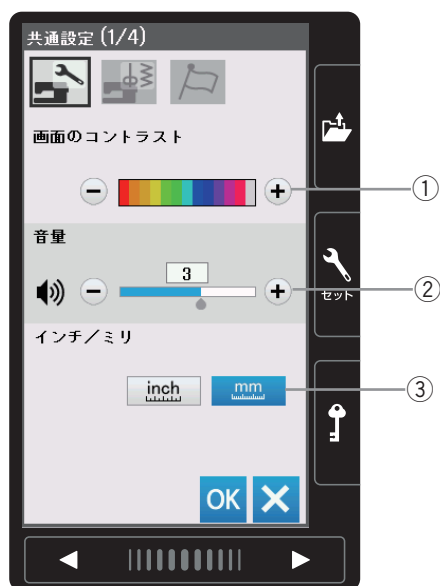 共通設定 (1/4)
画面のコントラスト
①
音量
3
②
セット
インチ/ミリ
inch
mm
③
OK